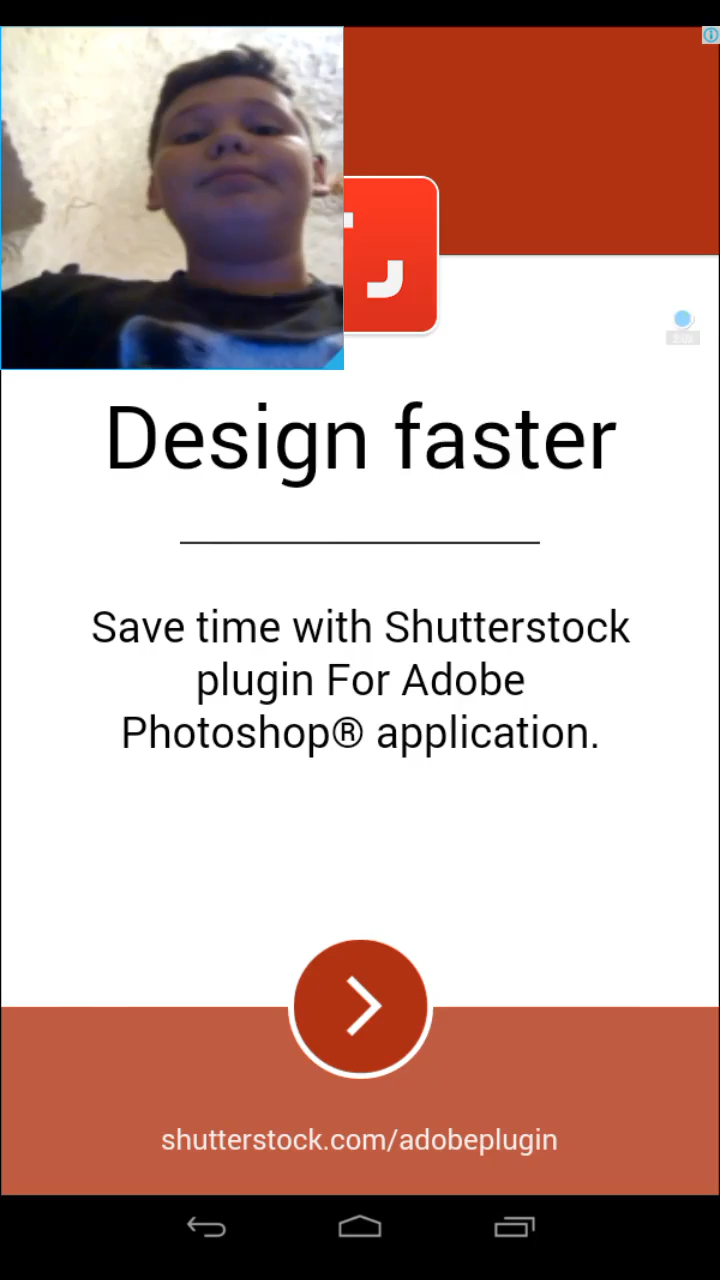 Design faster
Save time with Shutterstock
plugin For Adobe
Photoshop® application.
shutterstock.com/adobeplugin